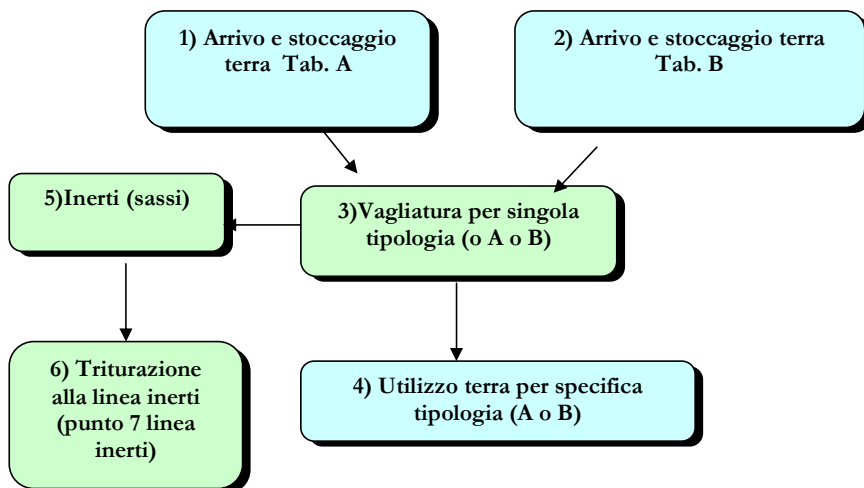 1) Arrivo e stoccaggio
terra Tab. A
2) Arrivo e stoccaggio terra
Tab. B
5)Inerti (sassi)
3)Vagliatura per singola
tipologia (o A o B)
6) Triturazione
alla linea inerti
(punto 7 linea
inerti)
4) Utilizzo terra per specifica
tipologia (A o B)